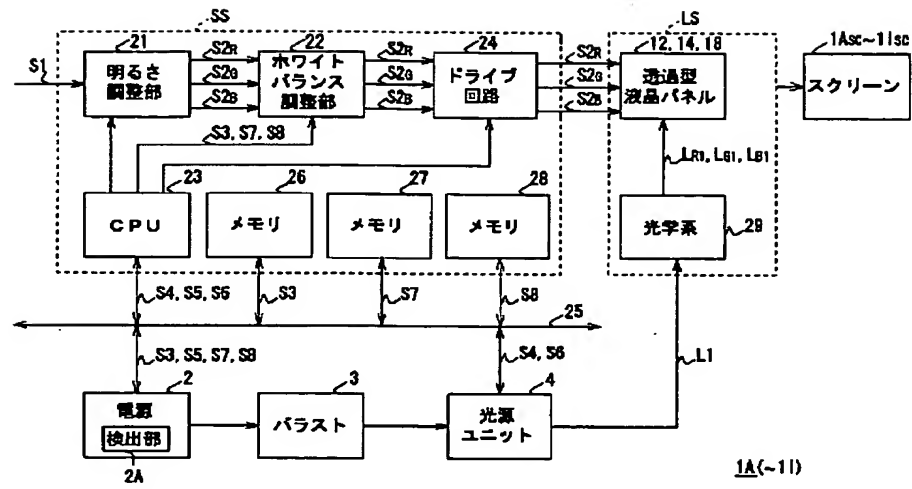 SS
LS
21
22
24
12, 14, 18
1Asc~1Isc
S1
明るさ
調整部
S2R
S2G
S2B
ホワイト
バランス
調整部
S2R
S2G
S2B
ドライブ
回路
S2R
S2G
S2B
透過型
液晶パネル
スクリーン
S3, S7, S8
LR1, LG1, LB1
23
26
27
28
CPU
メモリ
メモリ
メモリ
光学系
29
S4, S5, S6
S3
S7
S8
25
S3, S5, S7, S8
S4, S6
L1
2
3
4
電源
検出部
バラスト
光源
ユニット
2A
1A(~1I)